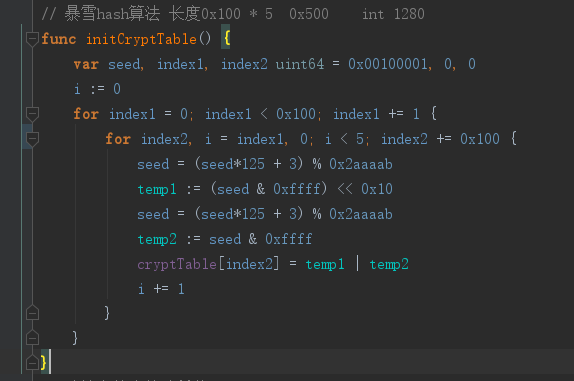 // 暴雪hash算法 长度0x100 * 5  0x500    int 1280
func initCryptTable() {
    var seed, index1, index2 uint64 = 0x00100001, 0, 0
    i := 0
    for index1 = 0; index1 < 0x100; index1 += 1 {
        for index2, i = index1, 0; i < 5; index2 += 0x100 {
            seed = (seed*125 + 3) % 0x2aaaab
            temp1 := (seed & 0xffff) << 0x10
            seed = (seed*125 + 3) % 0x2aaaab
            temp2 := seed & 0xffff
            cryptTable[index2] = temp1 | temp2
            i += 1
        }
    }
}